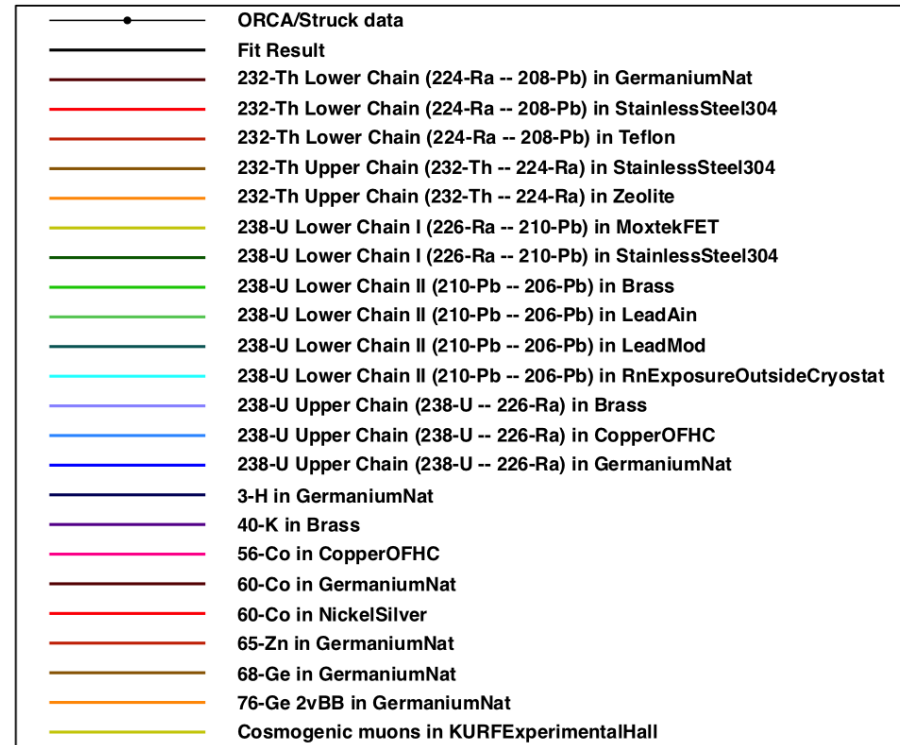 ORCA/Struck data
Fit Result
232-Th Lower Chain (224-Ra -- 208-Pb) in GermaniumNat
232-Th Lower Chain (224-Ra -- 208-Pb) in StainlessSteel304
232-Th Lower Chain (224-Ra -- 208-Pb) in Teflon
232-Th Upper Chain (232-Th -- 224-Ra) in StainlessSteel304
232-Th Upper Chain (232-Th -- 224-Ra) in Zeolite
238-U Lower Chain I (226-Ra -- 210-Pb) in MoxtekFET
238-U Lower Chain I (226-Ra -- 210-Pb) in StainlessSteel304
238-U Lower Chain II (210-Pb -- 206-Pb) in Brass
238-U Lower Chain II (210-Pb -- 206-Pb) in LeadAin
238-U Lower Chain II (210-Pb -- 206-Pb) in LeadMod
238-U Lower Chain II (210-Pb -- 206-Pb) in RnExposureOutsideCryostat
238-U Upper Chain (238-U -- 226-Ra) in Brass
238-U Upper Chain (238-U -- 226-Ra) in CopperOFHC
238-U Upper Chain (238-U -- 226-Ra) in GermaniumNat
3-H in GermaniumNat
40-K in Brass
56-Co in CopperOFHC
60-Co in GermaniumNat
60-Co in NickelSilver
65-Zn in GermaniumNat
68-Ge in GermaniumNat
76-Ge 2vBB in GermaniumNat
Cosmogenic muons in KURFExperimentalHall